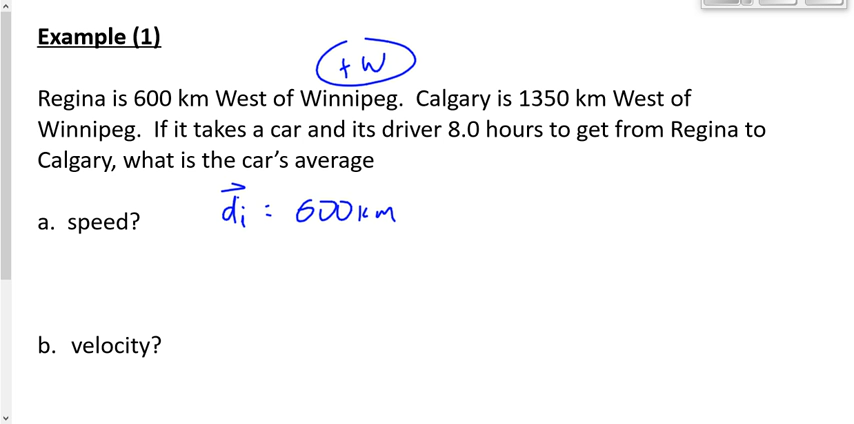 Example (1)
+ W
Regina is 600 km West of Winnipeg. Calgary is 1350 km West of
Winnipeg. If it takes a car and its driver 8.0 hours to get from Regina to
Calgary, what is the car's average
a. speed?
d⃗i = 600 km
b. velocity?